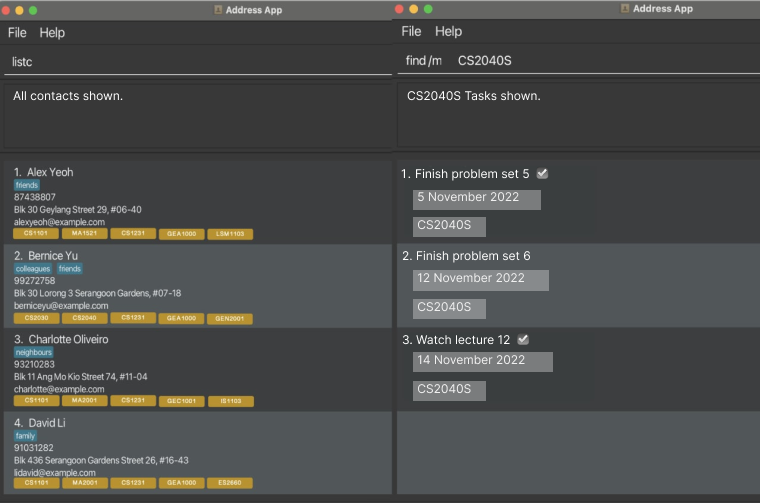 Address App
File Help
listc
All contacts shown.
1. Alex Yeoh
friends
87438807
Blk 30 Geylang Street 29, #06-40
alexyeoh@example.com
CS1101 MA1521 CS1231 GEA1000 LSM1103
2. Bernice Yu
colleagues friends
99272758
Blk 30 Lorong 3 Serangoon Gardens, #07-18
berniceyu@example.com
CS2030 CS2040 CS1231 GEA1000 GEN2001
3. Charlotte Oliveiro
neighbours
93210283
Blk 11 Ang Mo Kio Street 74, #11-04
charlotte@example.com
CS1101 MA2001 CS1231 GEC1001 IS1103
4. David Li
family
91031282
Blk 436 Serangoon Gardens Street 26, #16-43
lidavid@example.com
CS1101 MA2001 CS1231 GEA1000 ES2660
Address App
File Help
find /m CS2040S
CS2040S Tasks shown.
1. Finish problem set 5
5 November 2022
CS2040S
2. Finish problem set 6
12 November 2022
CS2040S
3. Watch lecture 12
14 November 2022
CS2040S